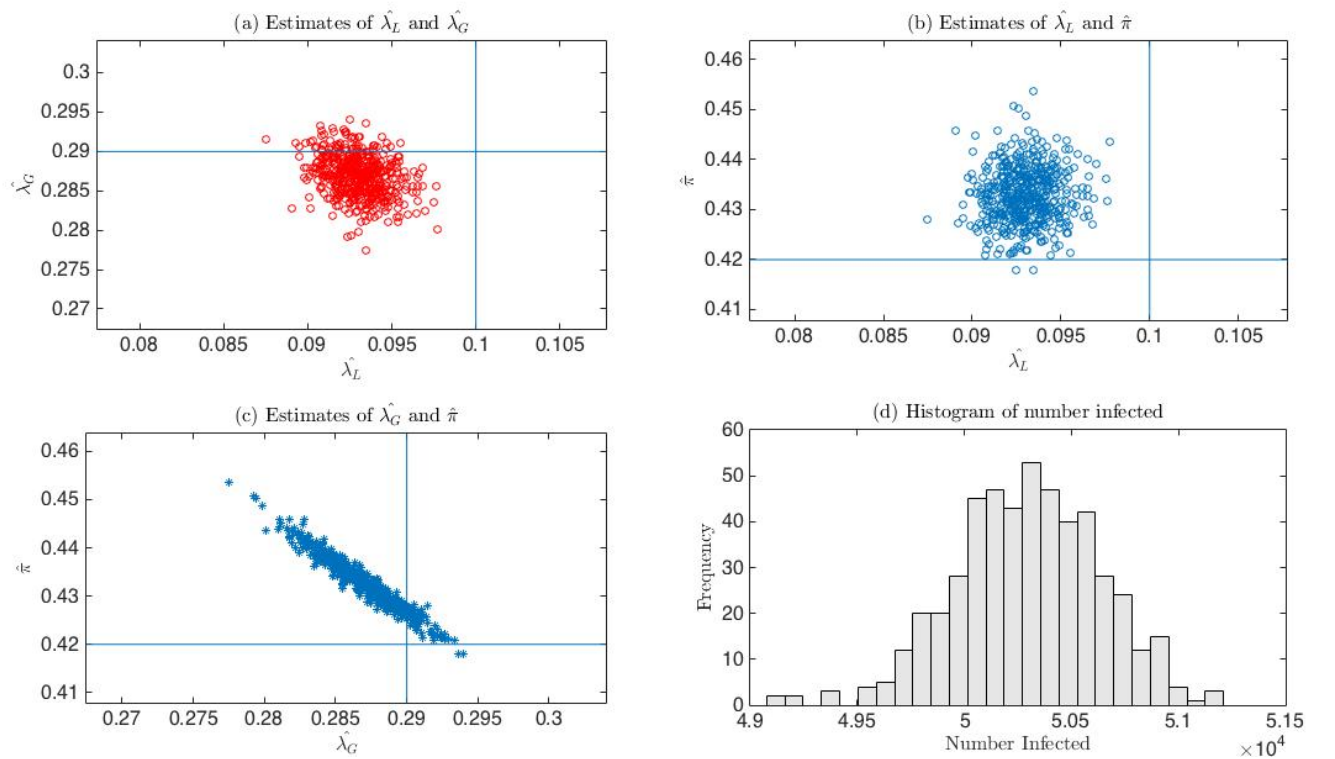 (a) Estimates of λ̂_L and λ̂_G
0.3
0.295
0.29
0.285
0.28
0.275
0.27
λ̂_G
0.08 0.085 0.09 0.095 0.1 0.105
λ̂_L
(b) Estimates of λ̂_L and π̂
0.46
0.45
0.44
0.43
0.42
0.41
π̂
0.08 0.09 0.1 0.105
λ̂_L
(c) Estimates of λ̂_G and π̂
0.46
0.45
0.44
0.43
0.42
0.41
π̂
0.27 0.275 0.28 0.285 0.29 0.295 0.3
λ̂_G
(d) Histogram of number infected
60
50
40
30
20
10
0
Frequency
4.9 4.95 5 5.05 5.1 5.15
Number Infected
×10⁴